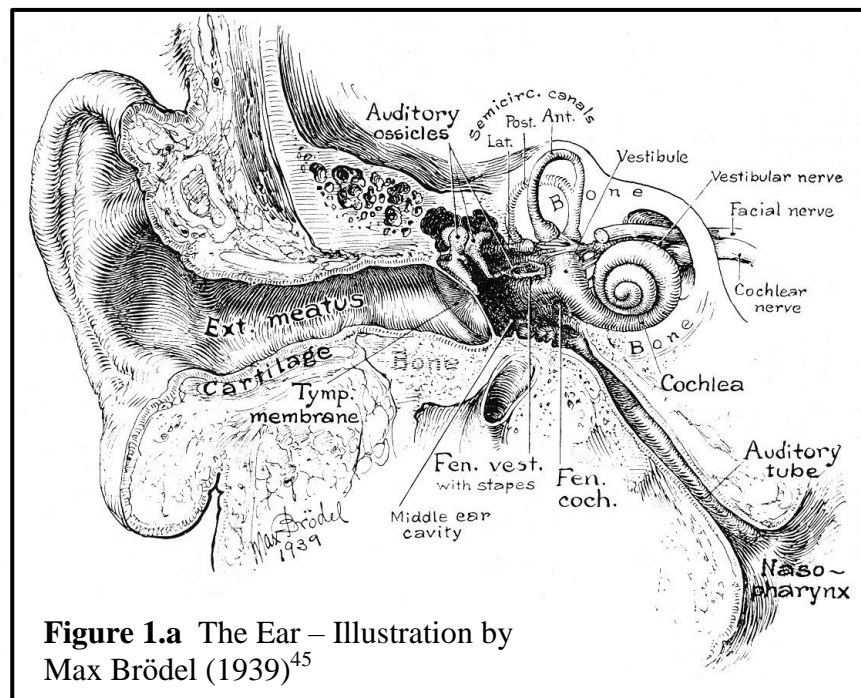 Semicirc. canals
Auditory
ossicles
Lat.
Post.
Ant.
Vestibule
Bone
Vestibular nerve
Facial nerve
Cochlear
nerve
Ext. meatus
Cartilage
Bone
Bone
Cochlea
Tymp.
membrane
Auditory
tube
Fen. vest.
with stapes
Fen.
coch.
Middle ear
cavity
Max Brödel
1939
Naso~
pharynx
Figure 1.a The Ear – Illustration by
Max Brödel (1939)45